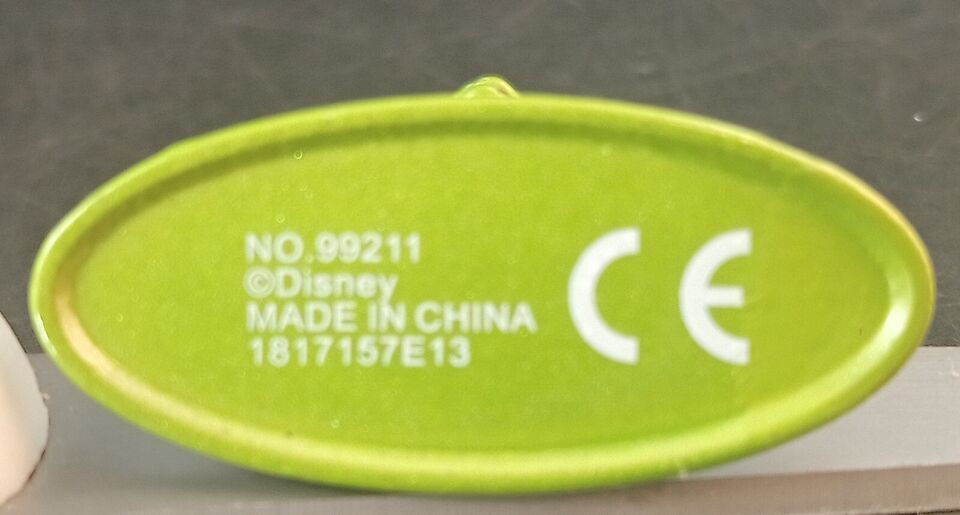 NO.99211
©Disney
MADE IN CHINA
1817157E13
CE